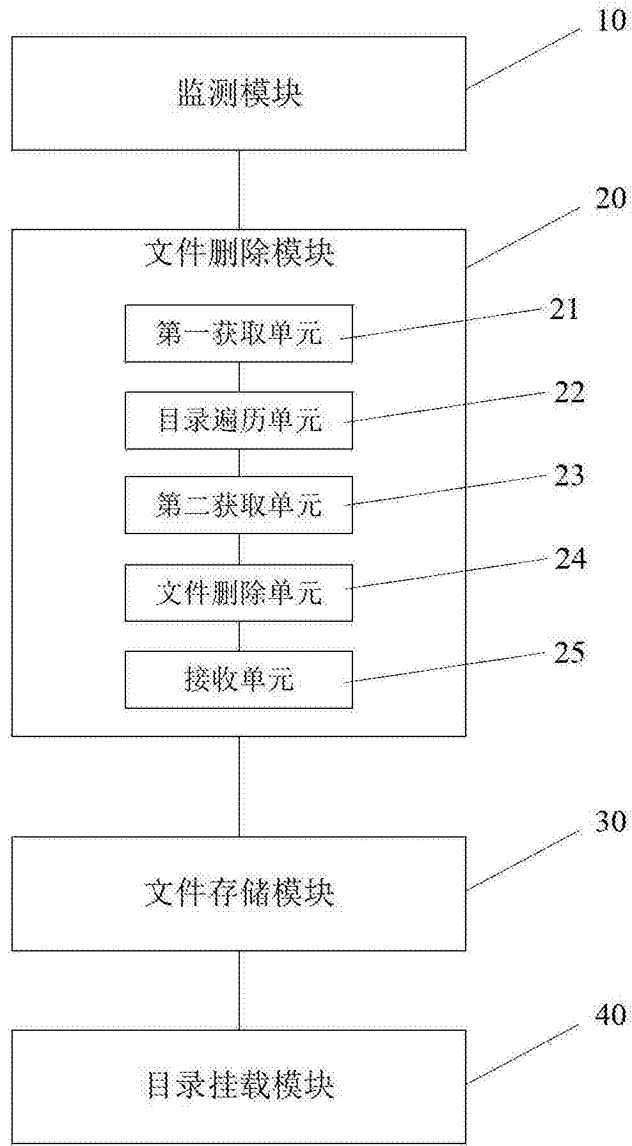 10
监测模块
20
文件删除模块
第一获取单元
21
目录遍历单元
22
第二获取单元
23
文件删除单元
24
接收单元
25
30
文件存储模块
40
目录挂载模块